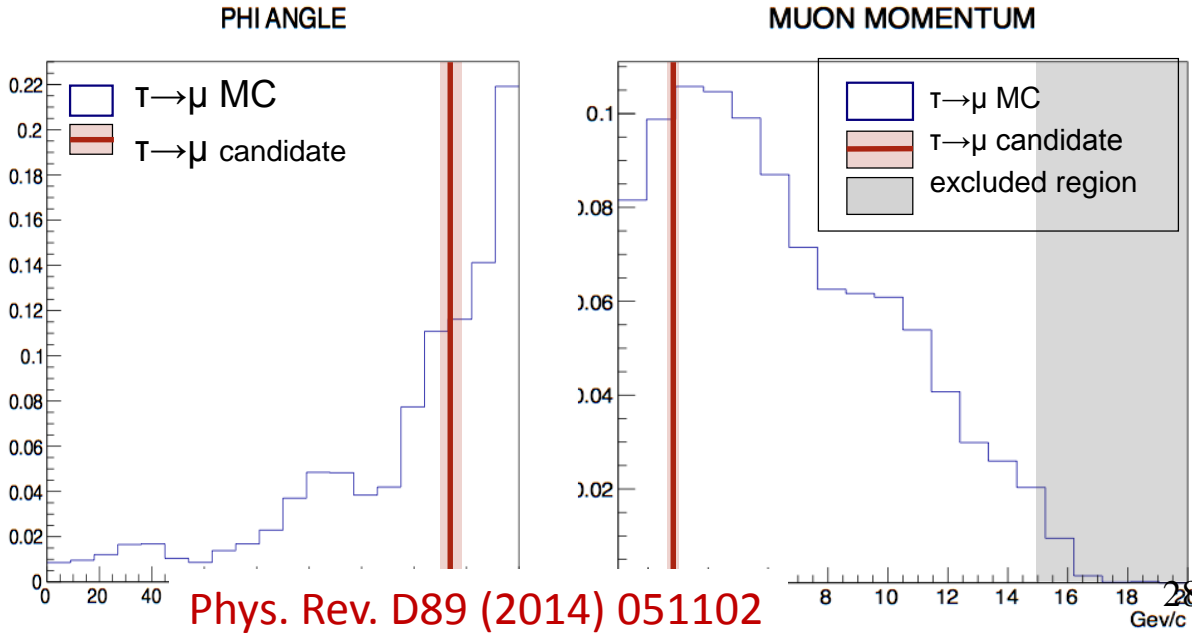 PHI ANGLE
0.22
0.2
0.18
0.16
0.14
0.12
0.1
0.08
0.06
0.04
0.02
0
τ→μ MC
τ→μ candidate
0 20 40
MUON MOMENTUM
0.1
0.08
0.06
0.04
0.02
τ→μ MC
τ→μ candidate
excluded region
8 10 12 14 16 18
Gev/c
Phys. Rev. D89 (2014) 051102